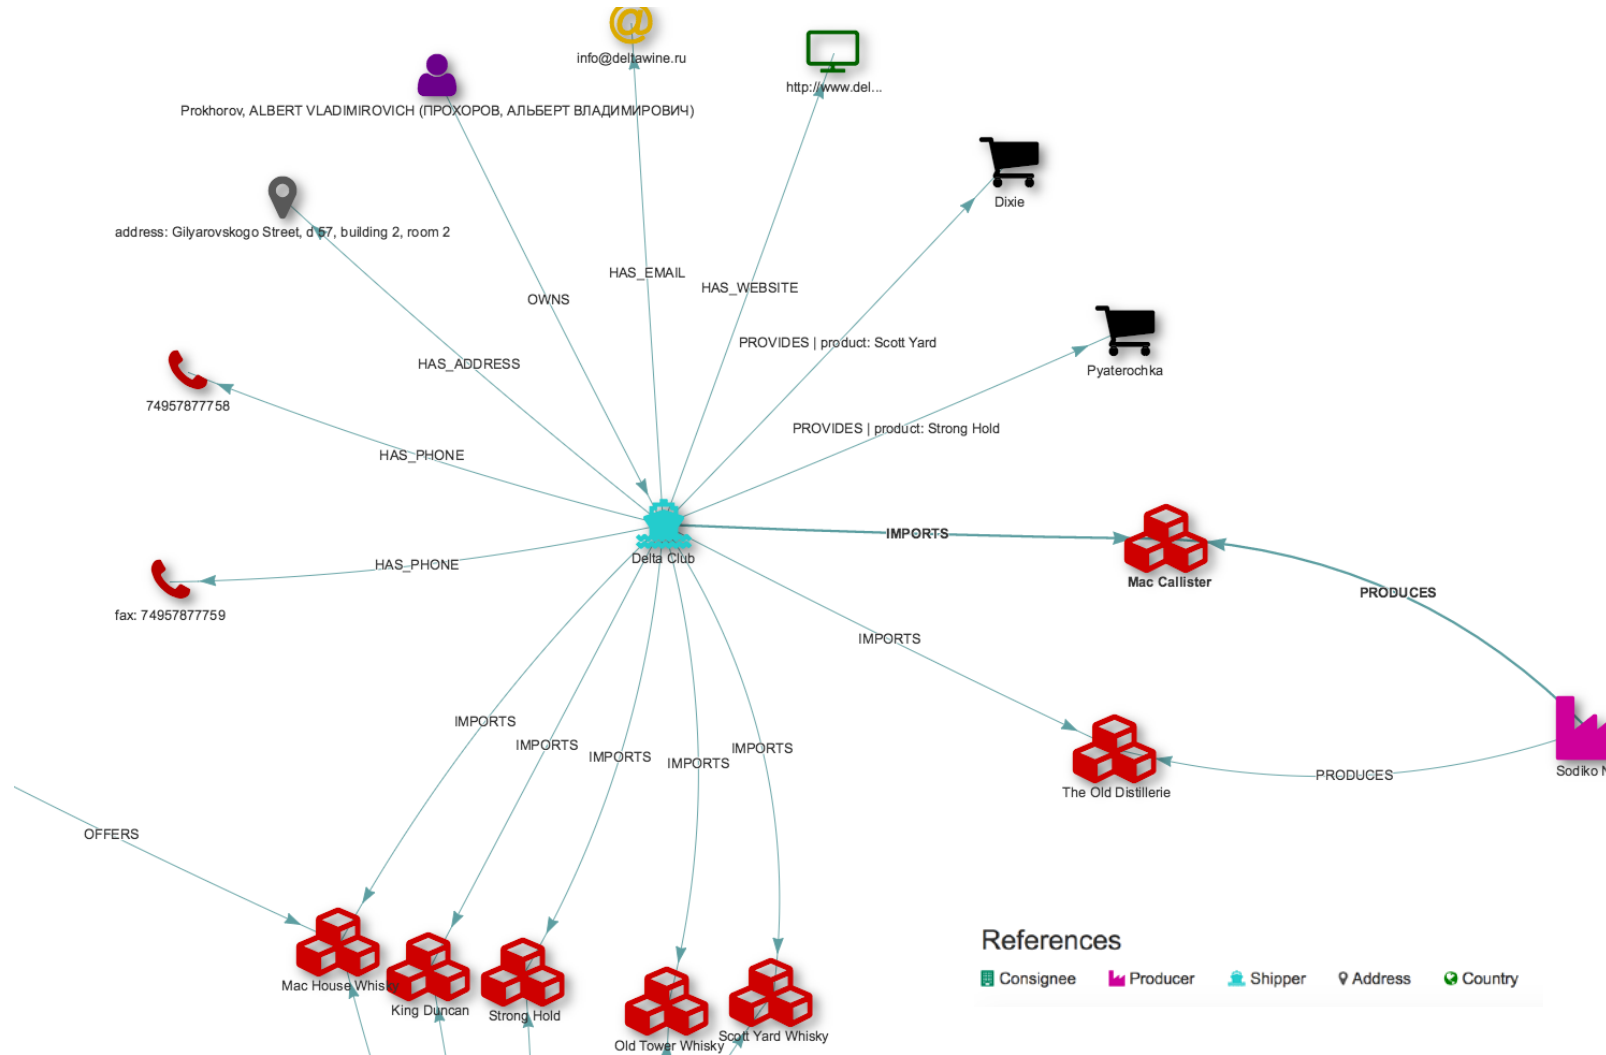 @
info@deltawine.ru
http://www.del...
Prokhorov, ALBERT VLADIMIROVICH (ПРОХОРОВ, АЛЬБЕРТ ВЛАДИМИРОВИЧ)
Dixie
address: Gilyarovskogo Street, d 57, building 2, room 2
HAS_EMAIL
HAS_WEBSITE
OWNS
PROVIDES | product: Scott Yard
HAS_ADDRESS
Pyaterochka
74957877758
PROVIDES | product: Strong Hold
HAS_PHONE
IMPORTS
Delta Club
HAS_PHONE
Mac Callister
PRODUCES
fax: 74957877759
IMPORTS
IMPORTS
IMPORTS
IMPORTS
IMPORTS
IMPORTS
Sodiko N
PRODUCES
The Old Distillerie
OFFERS
References
Consignee
Producer
Shipper
Address
Country
Mac House Whisky
King Duncan
Strong Hold
Old Tower Whisky
Scott Yard Whisky